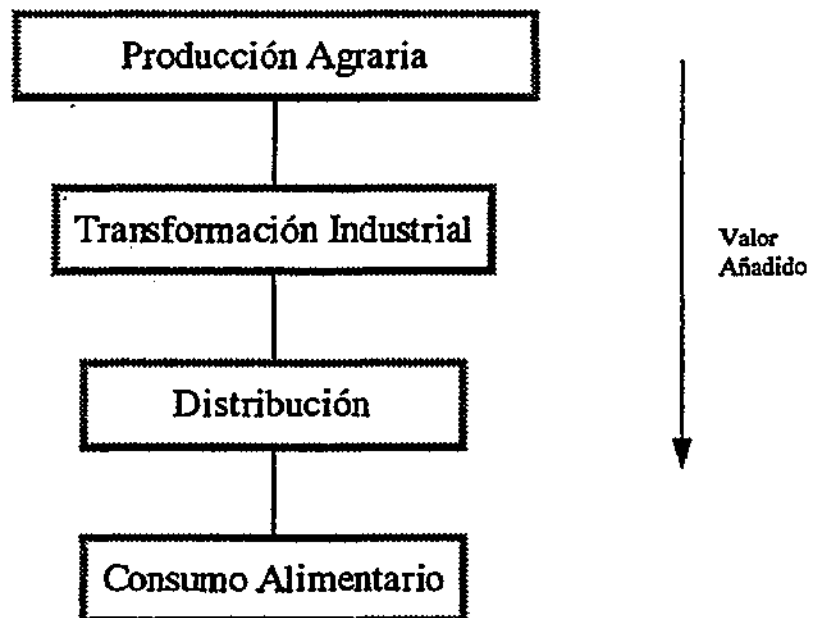 Producción Agraria
Transformación Industrial
Valor
Añadido
Distribución
Consumo Alimentario